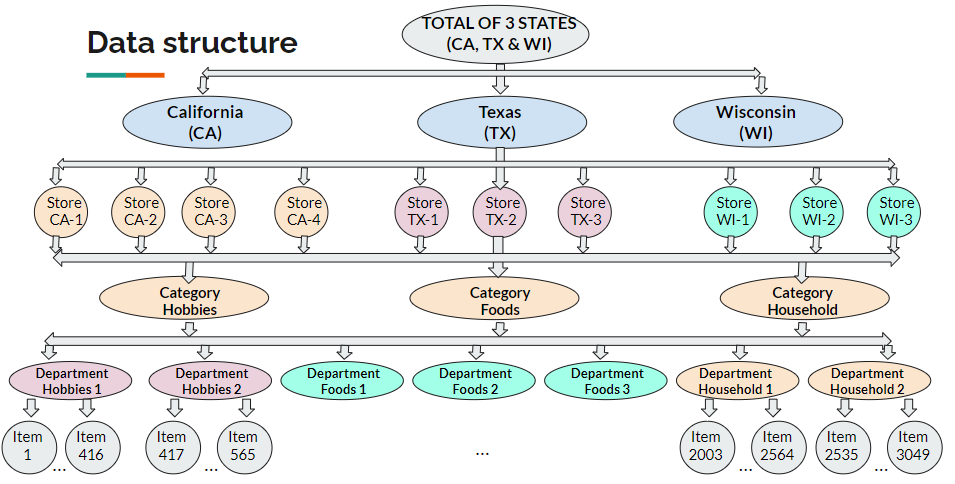 Data structure
TOTAL OF 3 STATES
(CA, TX & WI)
California
(CA)
Texas
(TX)
Wisconsin
(WI)
Store
CA-1
Store
CA-2
Store
CA-3
Store
CA-4
Store
TX-1
Store
TX-2
Store
TX-3
Store
WI-1
Store
WI-2
Store
WI-3
Category
Hobbies
Category
Foods
Category
Household
Department
Hobbies 1
Department
Hobbies 2
Department
Foods 1
Department
Foods 2
Department
Foods 3
Department
Household 1
Department
Household 2
Item
1
...
Item
416
Item
417
...
Item
565
...
Item
2003
...
Item
2564
Item
2535
...
Item
3049